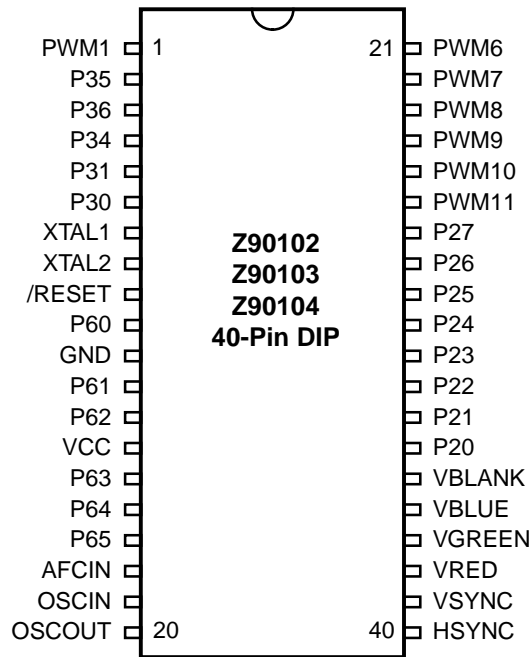 PWM1 1 21 PWM6
P35 PWM7
P36 PWM8
P34 PWM9
P31 PWM10
P30 PWM11
XTAL1 P27
XTAL2 P26
/RESET P25
P60 P24
GND P23
P61 P22
P62 P21
VCC P20
P63 VBLANK
P64 VBLUE
P65 VGREEN
AFCIN VRED
OSCIN VSYNC
OSCOUT 20 40 HSYNC
Z90102
Z90103
Z90104
40-Pin DIP